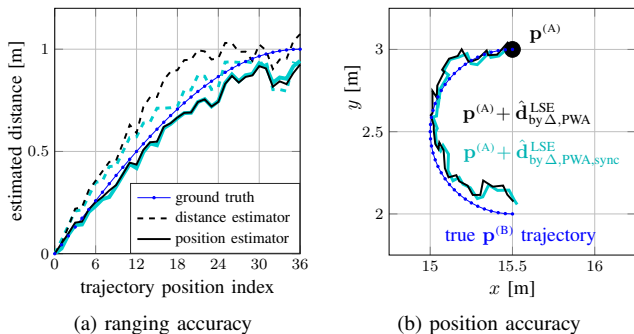 estimated distance [m]
1
0.5
0
ground truth
distance estimator
position estimator
0 6 12 18 24 30 36
trajectory position index
(a) ranging accuracy
y [m]
3
2.5
2
p^(A)
p^(A) + d̂^LSE_by Δ,PWA
p^(A) + d̂^LSE_by Δ,PWA,sync
true p^(B) trajectory
15 15.5 16
x [m]
(b) position accuracy